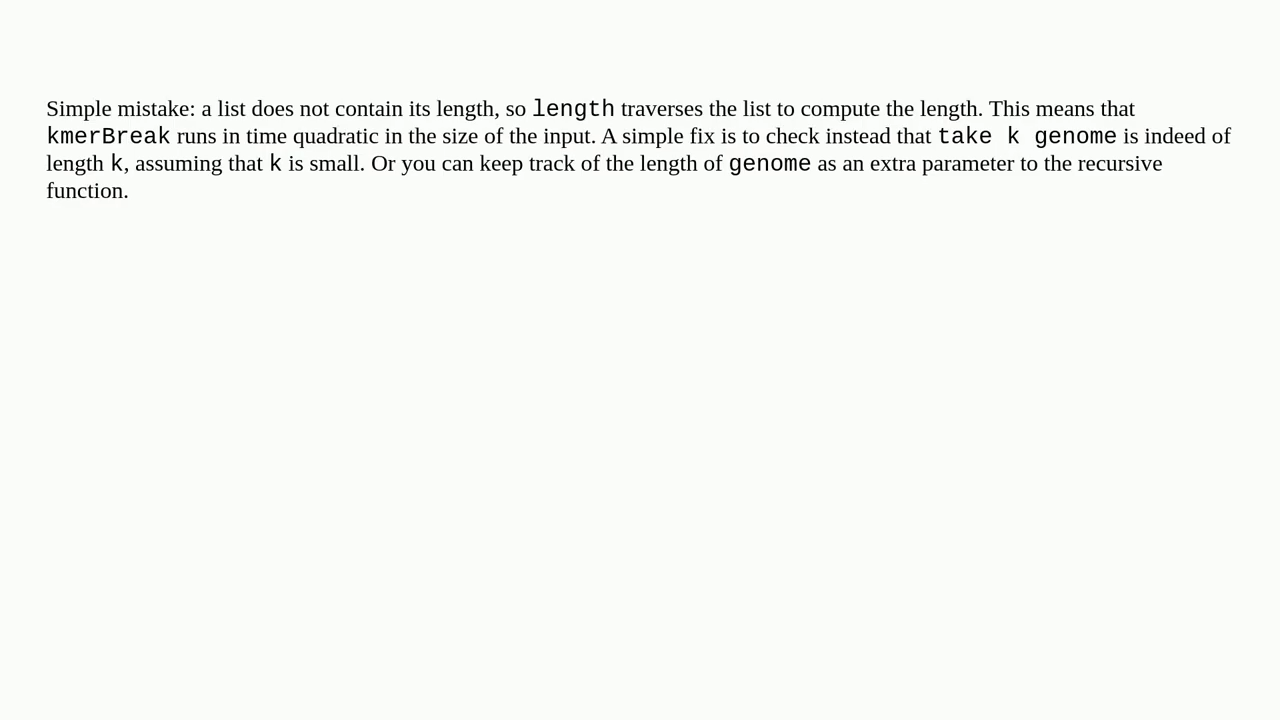 Simple mistake: a list does not contain its length, so length traverses the list to compute the length. This means that
kmerBreak runs in time quadratic in the size of the input. A simple fix is to check instead that take k genome is indeed of
length k, assuming that k is small. Or you can keep track of the length of genome as an extra parameter to the recursive
function.